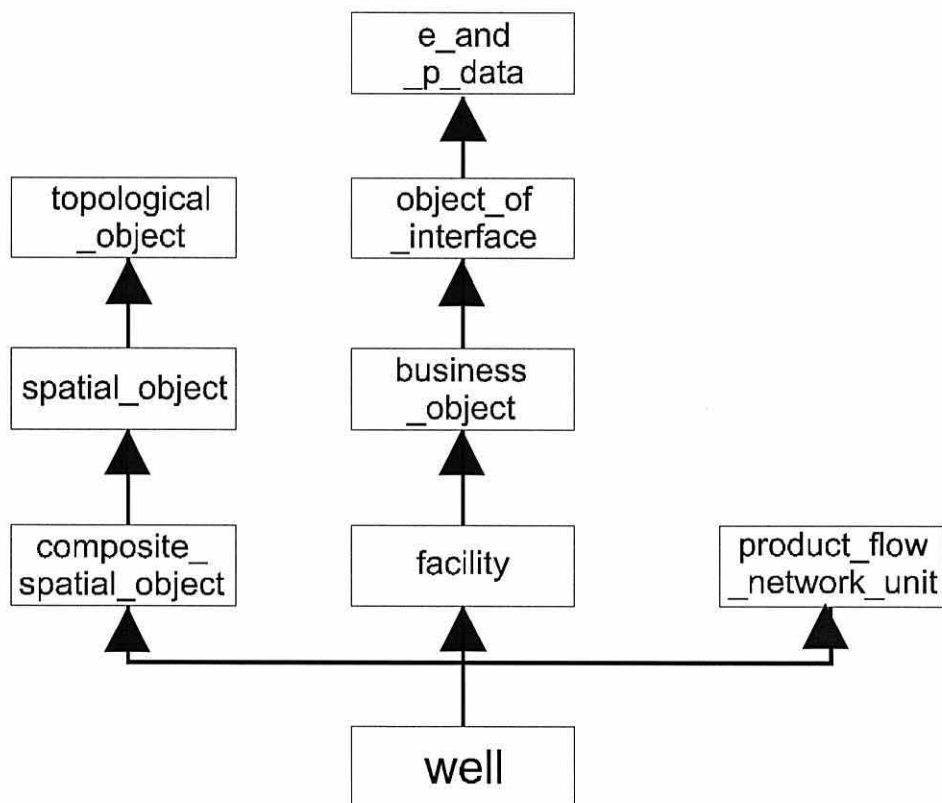 e_and
_p_data
topological
_object
object_of
_interface
spatial_object
business
_object
composite_
spatial_object
facility
product_flow
_network_unit
well